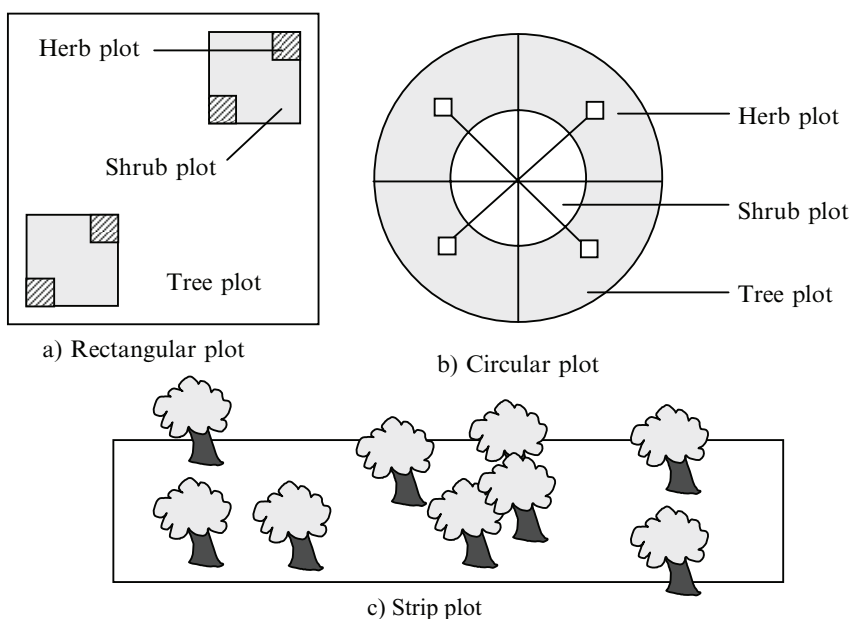 Herb plot
Shrub plot
Tree plot
a) Rectangular plot
Herb plot
Shrub plot
Tree plot
b) Circular plot
c) Strip plot